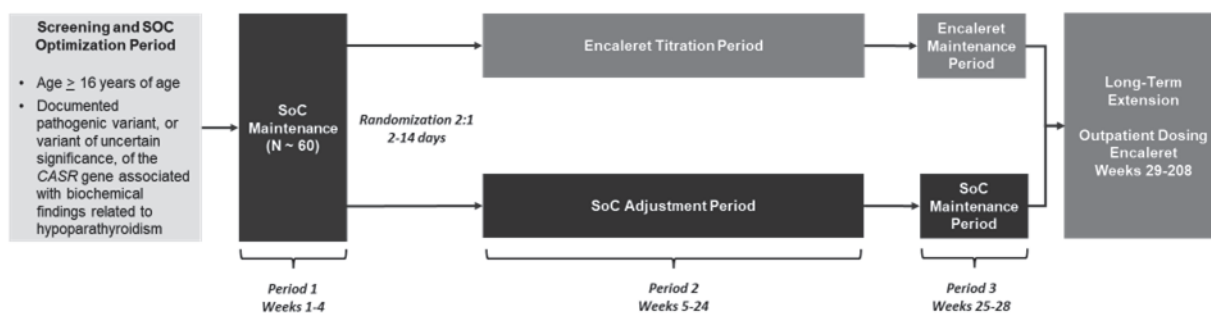 Screening and SOC
Optimization Period
• Age ≥ 16 years of age
• Documented
pathogenic variant, or
variant of uncertain
significance, of the
CASR gene associated
with biochemical
findings related to
hypoparathyroidism
SoC
Maintenance
(N ~ 60)
Randomization 2:1
2-14 days
Encaleret Titration Period
Encaleret
Maintenance
Period
SoC Adjustment Period
SoC
Maintenance
Period
Long-Term
Extension
Outpatient Dosing
Encaleret
Weeks 29-208
Period 1
Weeks 1-4
Period 2
Weeks 5-24
Period 3
Weeks 25-28